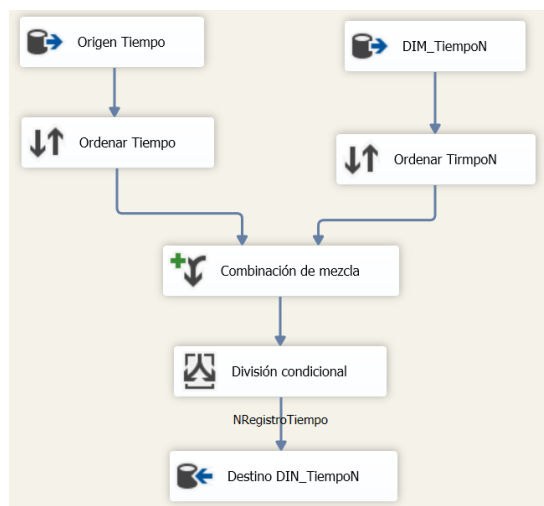 Origen Tiempo
DIM_TiempoN
Ordenar Tiempo
Ordenar TirmpoN
Combinación de mezcla
División condicional
NRegistroTiempo
Destino DIN_TiempoN